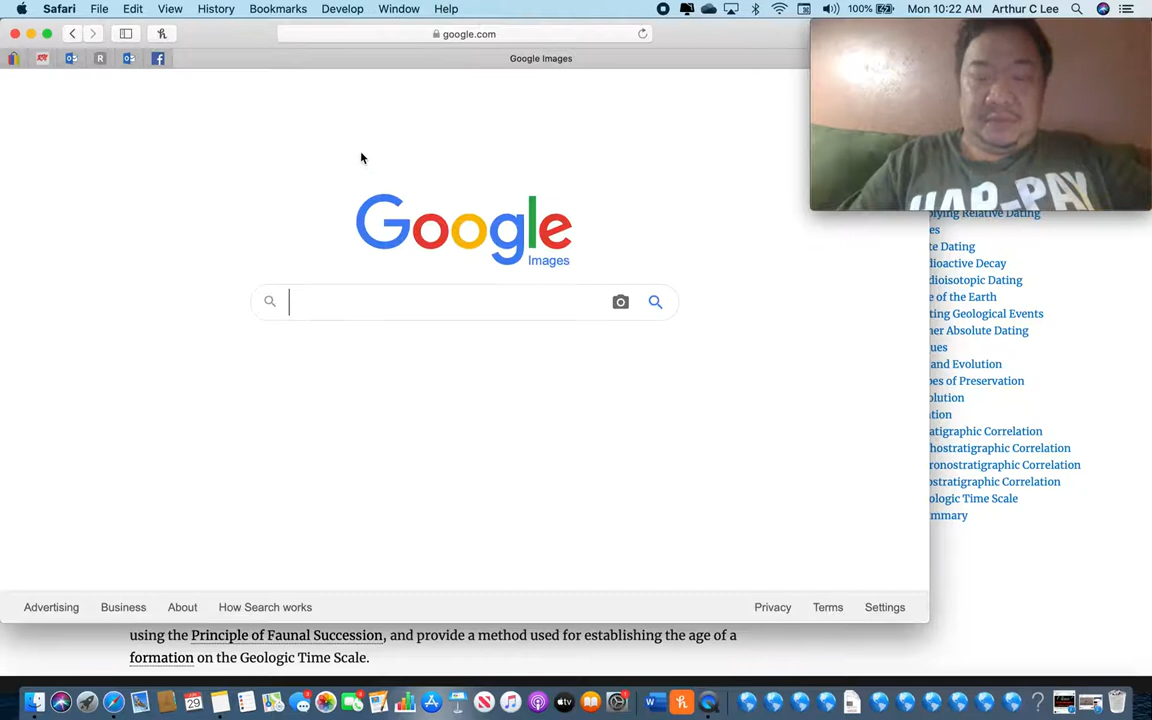 Safari File Edit View History Bookmarks Develop Window Help 100% Mon 10:22 AM Arthur C Lee
google.com
Google Images
Google
Images
UAR-PAY
plying Relative Dating
es
te Dating
dioactive Decay
dioisotopic Dating
e of the Earth
ting Geological Events
her Absolute Dating
ues
and Evolution
pes of Preservation
olution
ation
atigraphic Correlation
hostratigraphic Correlation
ronostratigraphic Correlation
ostratigraphic Correlation
ologic Time Scale
mmary
Advertising Business About How Search works Privacy Terms Settings
using the Principle of Faunal Succession, and provide a method used for establishing the age of a
formation on the Geologic Time Scale.